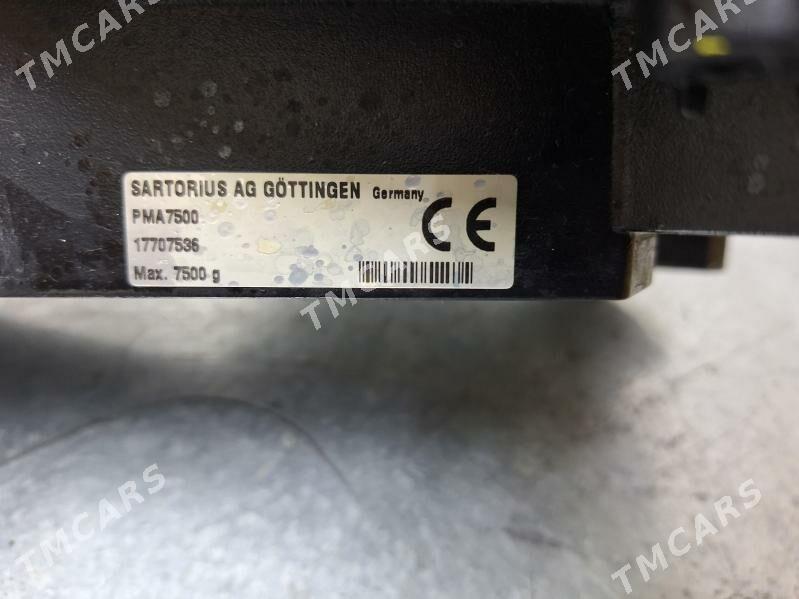 TMCARS
TMCARS
SARTORIUS AG GÖTTINGEN Germany
PMA7500
17707536
Max. 7500 g
CE
TMCARS
TMCARS
TMCARS